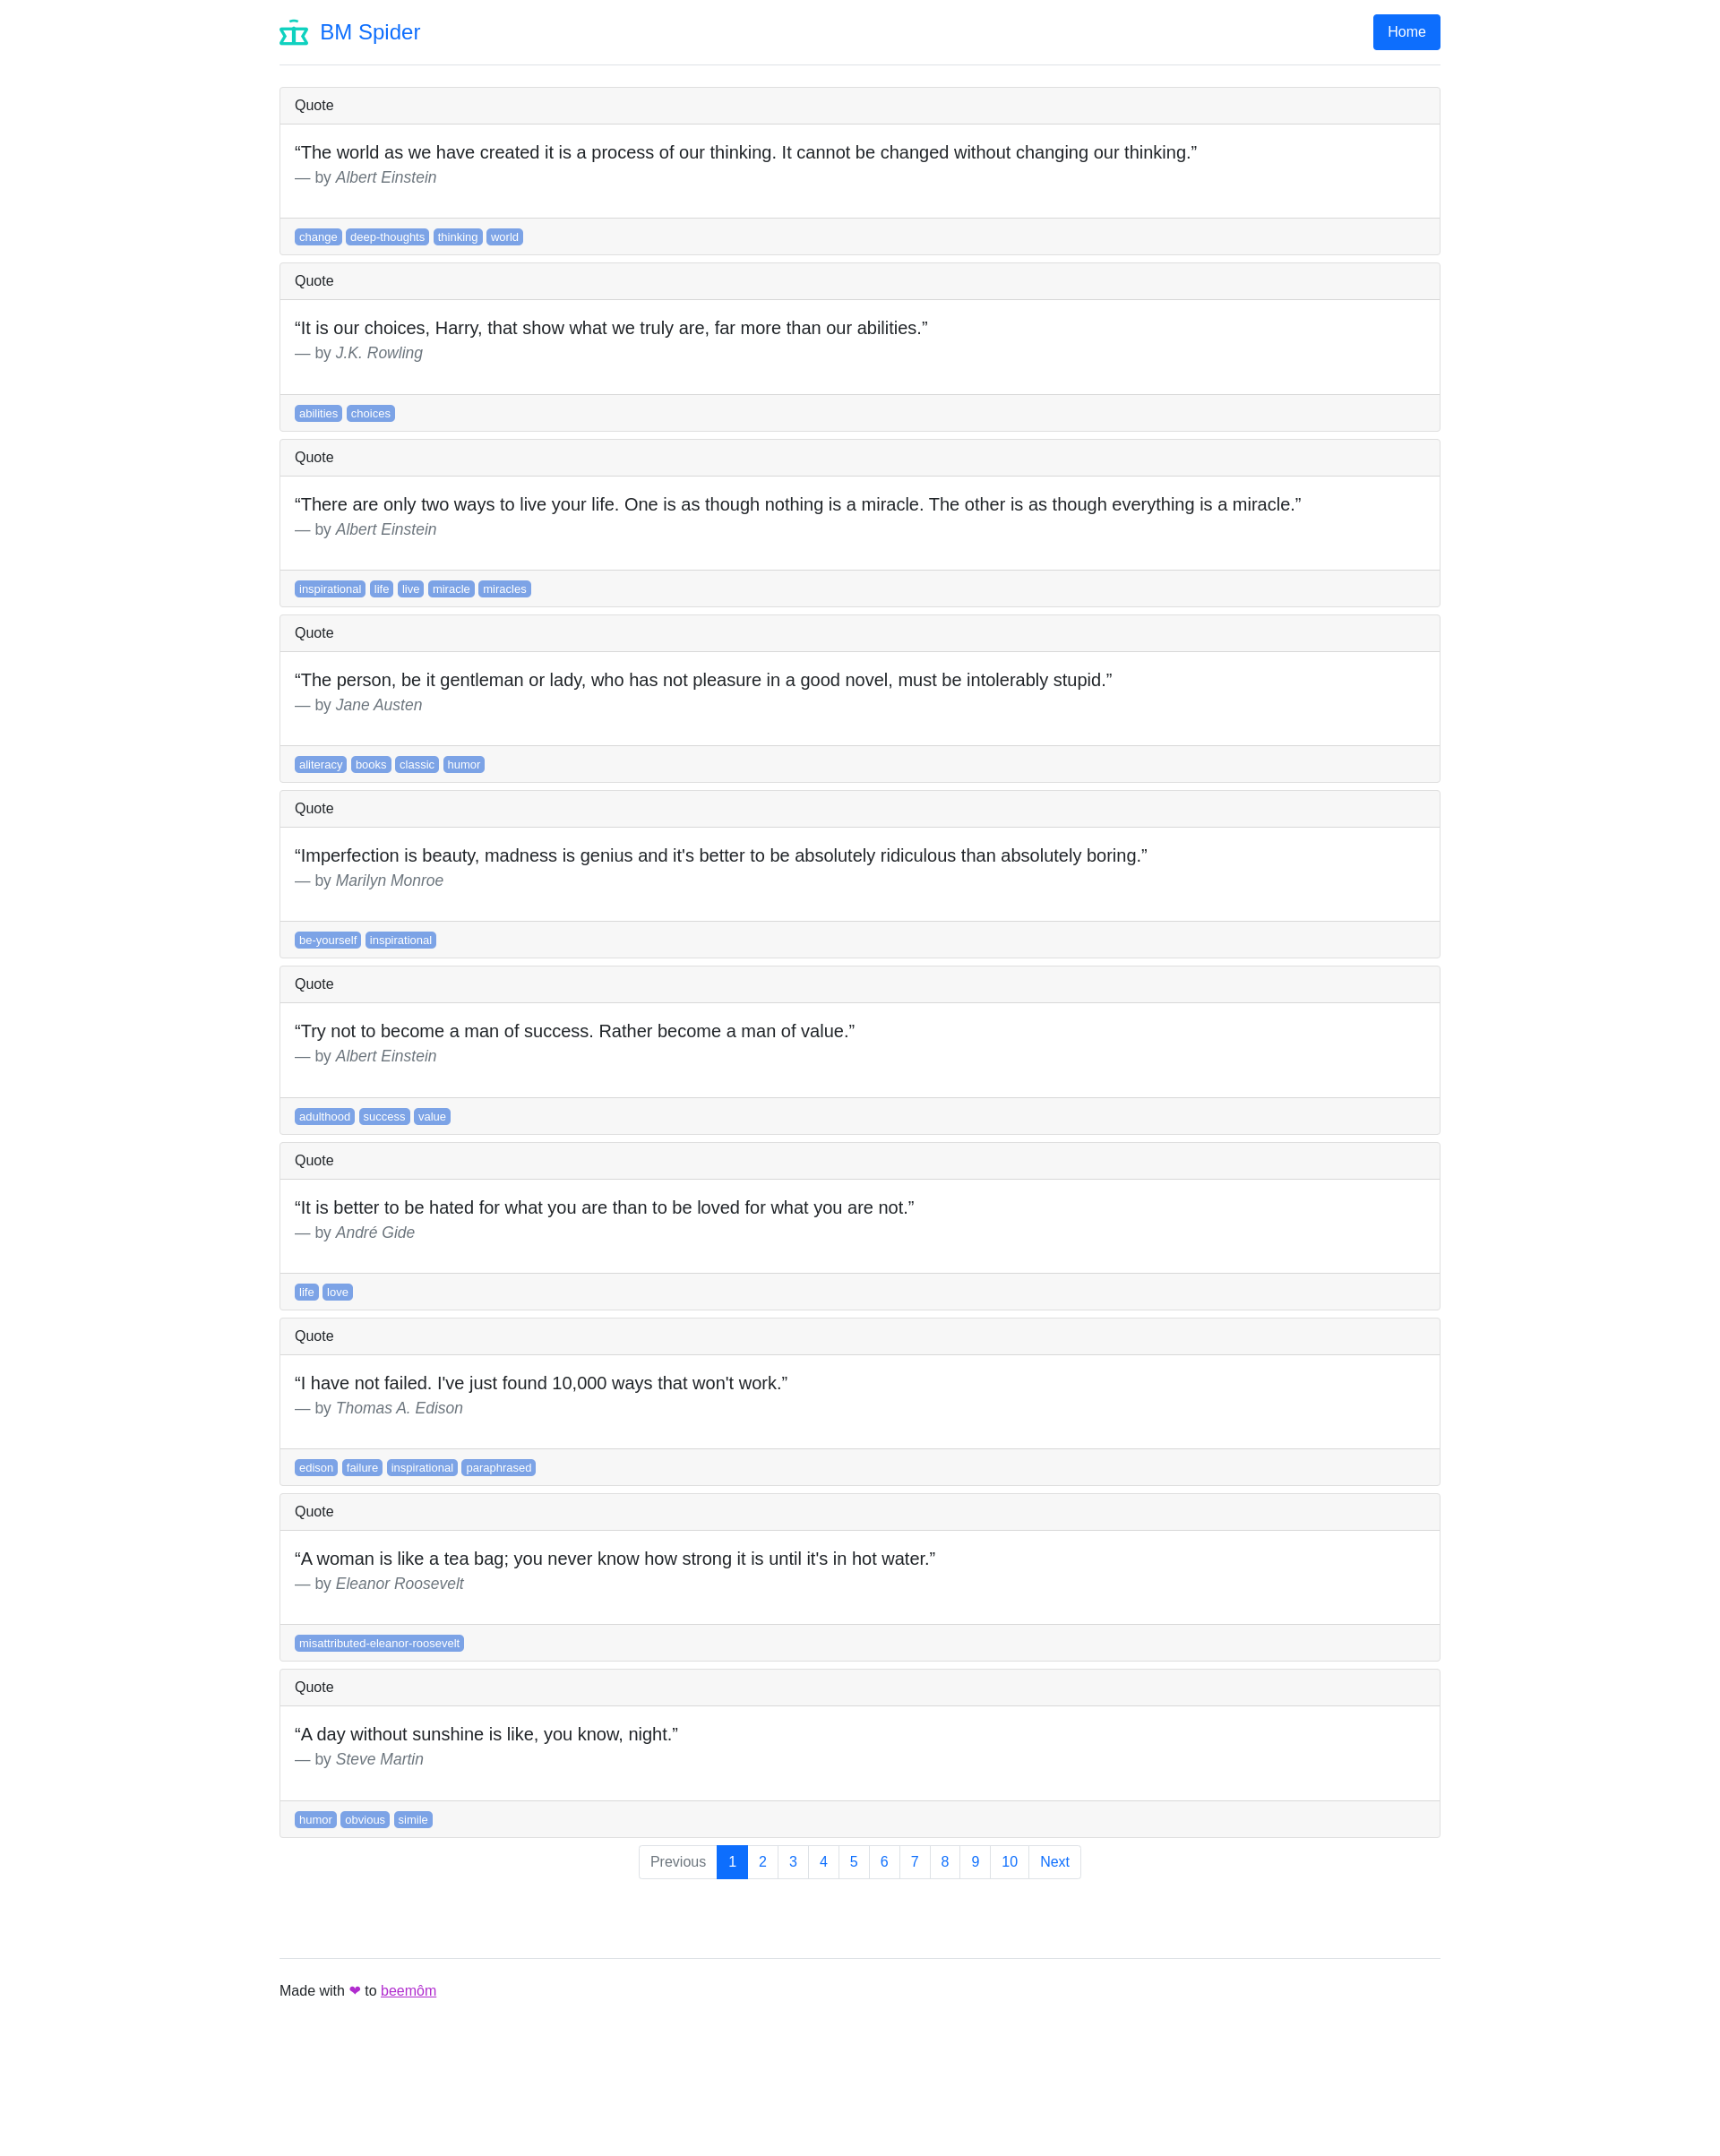 BM Spider
Home
Quote
“The world as we have created it is a process of our thinking. It cannot be changed without changing our thinking.”
— by Albert Einstein
change deep-thoughts thinking world
Quote
“It is our choices, Harry, that show what we truly are, far more than our abilities.”
— by J.K. Rowling
abilities choices
Quote
“There are only two ways to live your life. One is as though nothing is a miracle. The other is as though everything is a miracle.”
— by Albert Einstein
inspirational life live miracle miracles
Quote
“The person, be it gentleman or lady, who has not pleasure in a good novel, must be intolerably stupid.”
— by Jane Austen
aliteracy books classic humor
Quote
“Imperfection is beauty, madness is genius and it's better to be absolutely ridiculous than absolutely boring.”
— by Marilyn Monroe
be-yourself inspirational
Quote
“Try not to become a man of success. Rather become a man of value.”
— by Albert Einstein
adulthood success value
Quote
“It is better to be hated for what you are than to be loved for what you are not.”
— by André Gide
life love
Quote
“I have not failed. I've just found 10,000 ways that won't work.”
— by Thomas A. Edison
edison failure inspirational paraphrased
Quote
“A woman is like a tea bag; you never know how strong it is until it's in hot water.”
— by Eleanor Roosevelt
misattributed-eleanor-roosevelt
Quote
“A day without sunshine is like, you know, night.”
— by Steve Martin
humor obvious simile
Previous 1 2 3 4 5 6 7 8 9 10 Next
Made with ❤ to beemôm